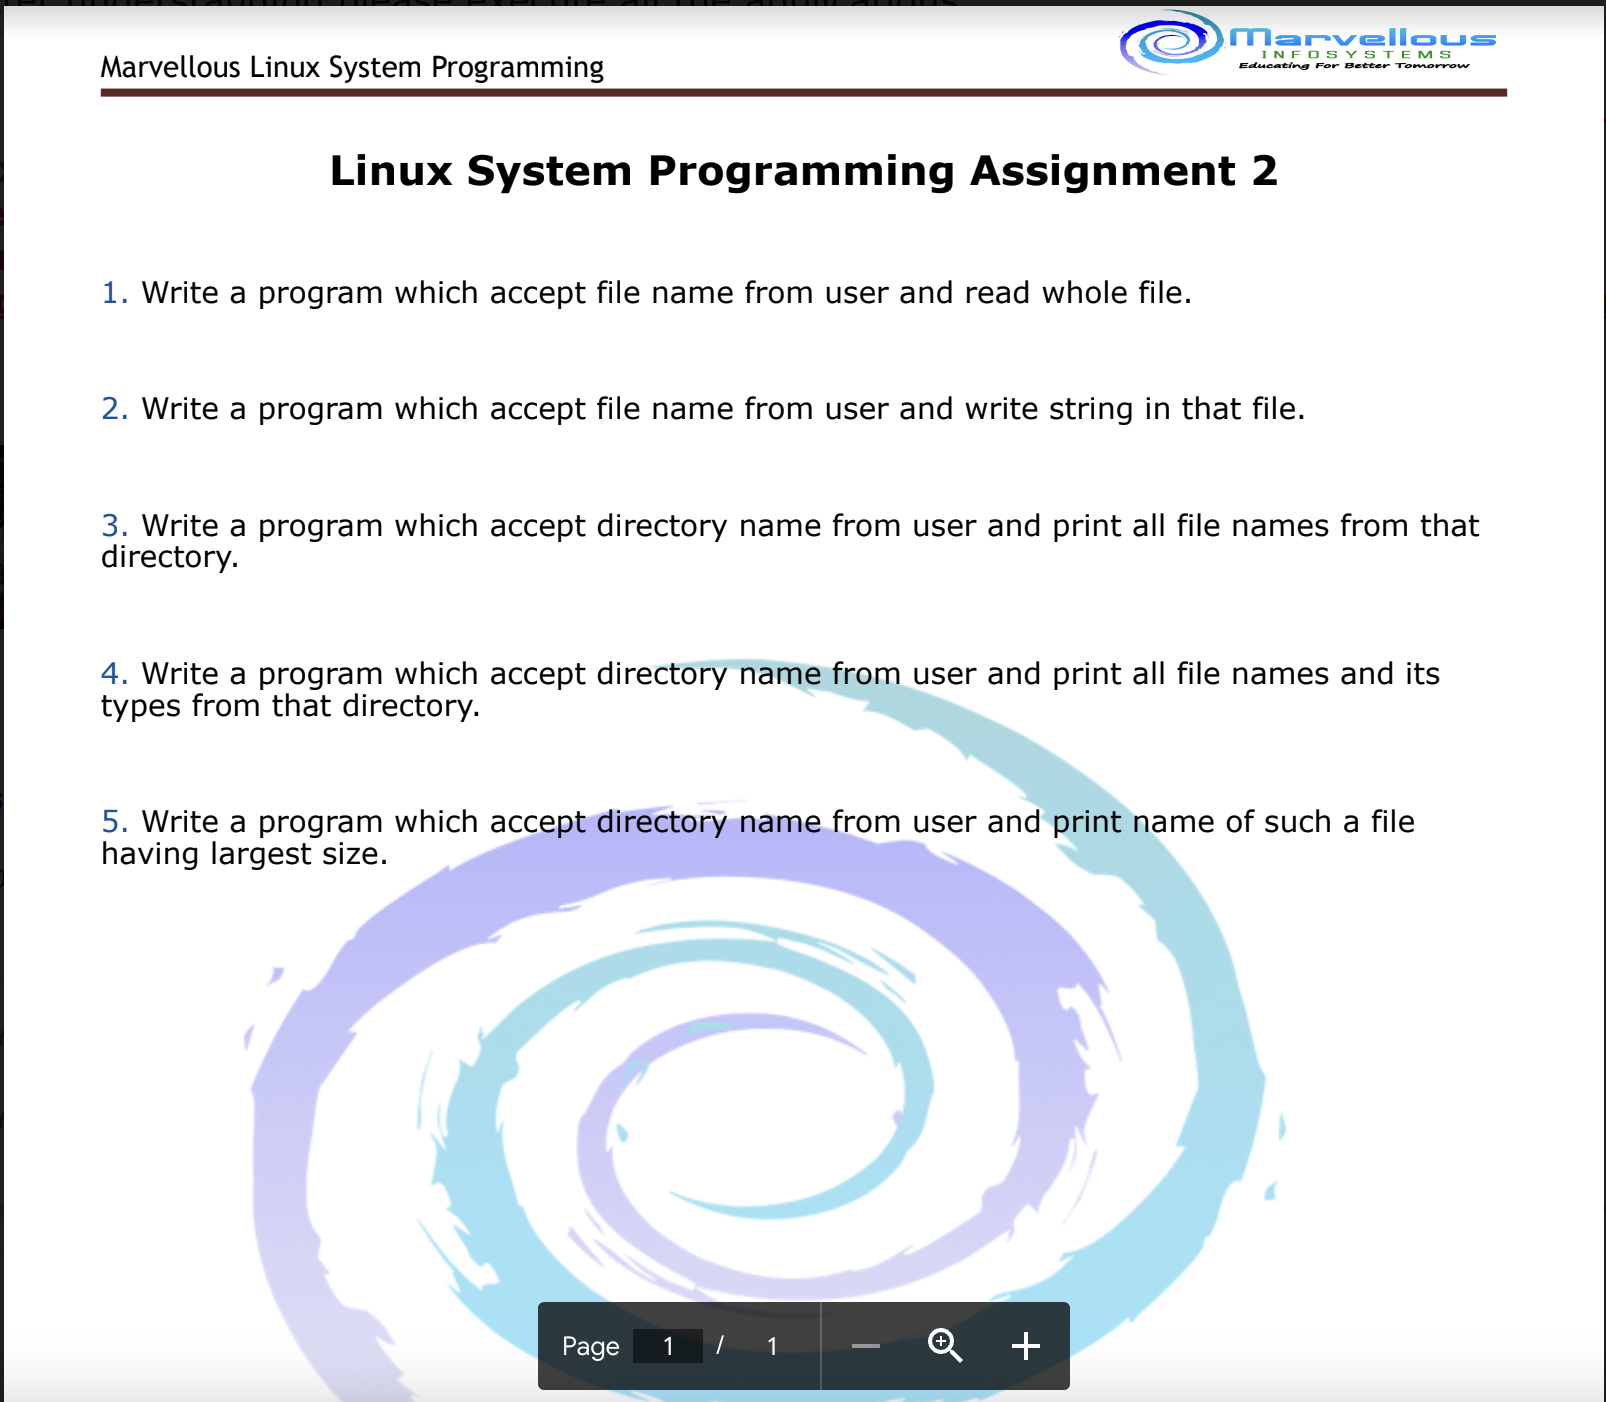 Marvellous Linux System Programming
Marvellous
INFOSYSTEMS
Educating For Better Tomorrow
Linux System Programming Assignment 2
1. Write a program which accept file name from user and read whole file.
2. Write a program which accept file name from user and write string in that file.
3. Write a program which accept directory name from user and print all file names from that
directory.
4. Write a program which accept directory name from user and print all file names and its
types from that directory.
5. Write a program which accept directory name from user and print name of such a file
having largest size.
Page 1 / 1